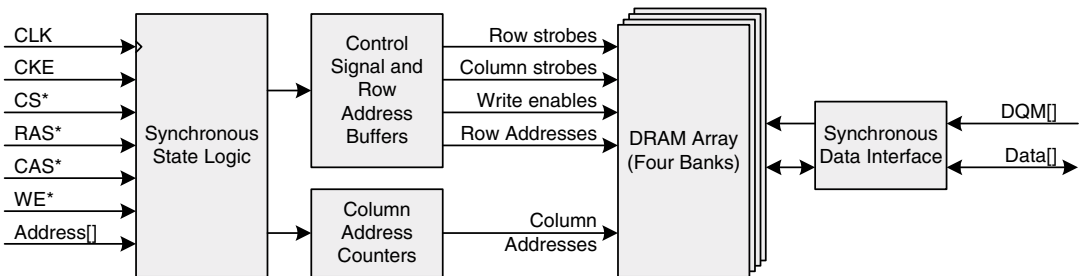 CLK
CKE
CS*
RAS*
CAS*
WE*
Address[]
Synchronous
State Logic
Control
Signal and
Row
Address
Buffers
Column
Address
Counters
Row strobes
Column strobes
Write enables
Row Addresses
Column
Addresses
DRAM Array
(Four Banks)
Synchronous
Data Interface
DQM[]
Data[]